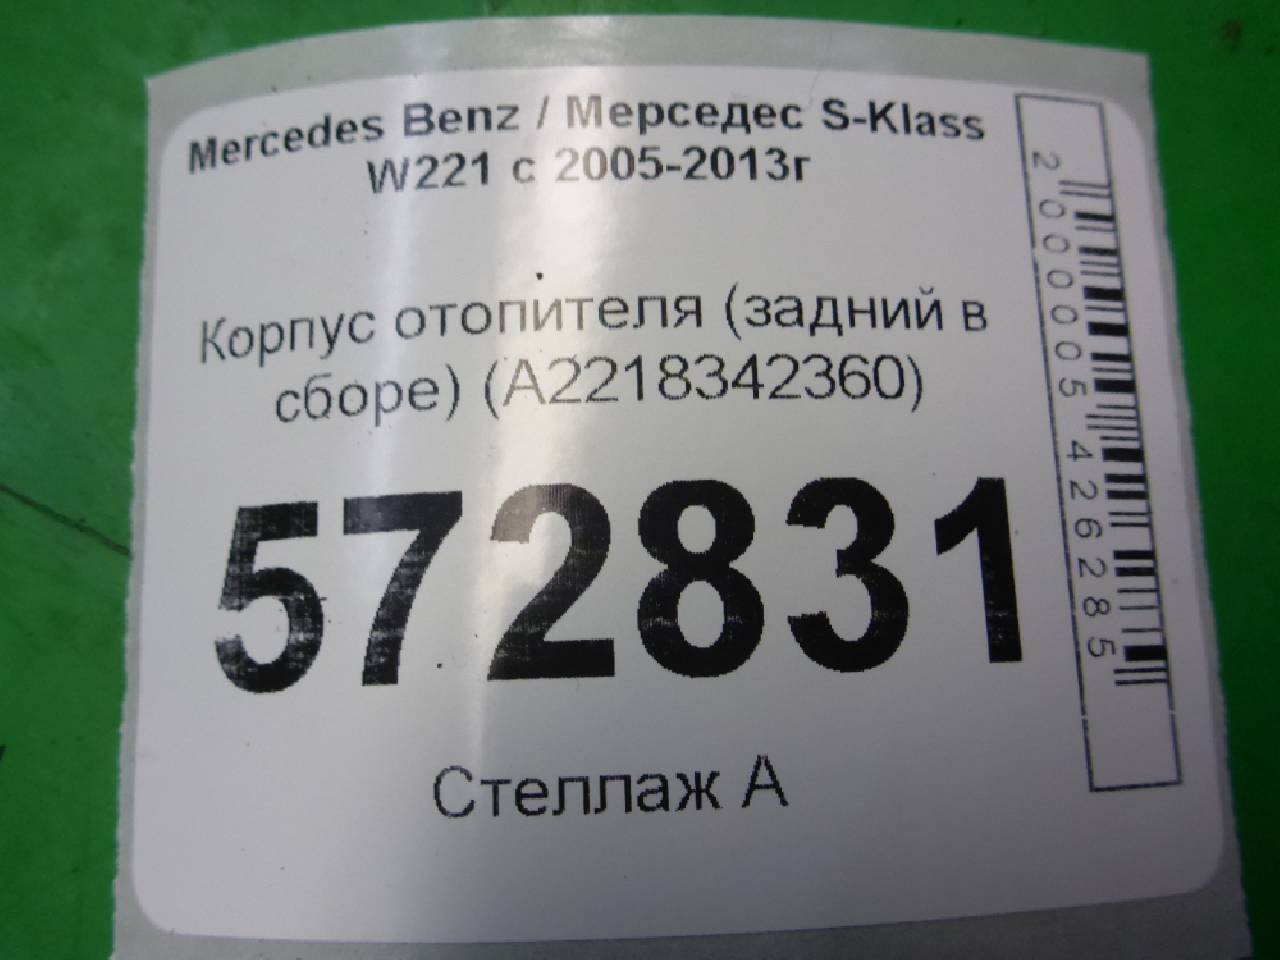 Mercedes Benz / Мерседес S-Klass
W221 с 2005-2013г
Корпус отопителя (задний в
сборе) (A2218342360)
572831
Стеллаж А
2000005426285